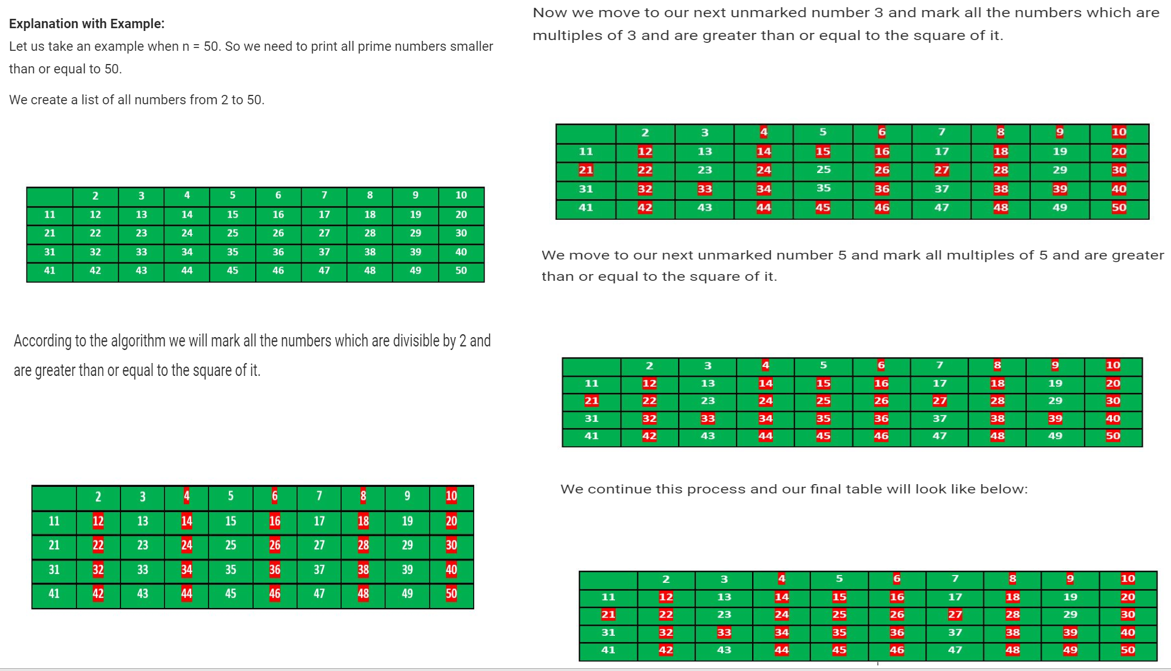 Explanation with Example:
Let us take an example when n = 50. So we need to print all prime numbers smaller
than or equal to 50.
We create a list of all numbers from 2 to 50.
2 3 4 5 6 7 8 9 10
11 12 13 14 15 16 17 18 19 20
21 22 23 24 25 26 27 28 29 30
31 32 33 34 35 36 37 38 39 40
41 42 43 44 45 46 47 48 49 50
According to the algorithm we will mark all the numbers which are divisible by 2 and
are greater than or equal to the square of it.
2 3 4 5 6 7 8 9 10
11 12 13 14 15 16 17 18 19 20
21 22 23 24 25 26 27 28 29 30
31 32 33 34 35 36 37 38 39 40
41 42 43 44 45 46 47 48 49 50
Now we move to our next unmarked number 3 and mark all the numbers which are
multiples of 3 and are greater than or equal to the square of it.
2 3 4 5 6 7 8 9 10
11 12 13 14 15 16 17 18 19 20
21 22 23 24 25 26 27 28 29 30
31 32 33 34 35 36 37 38 39 40
41 42 43 44 45 46 47 48 49 50
We move to our next unmarked number 5 and mark all multiples of 5 and are greater
than or equal to the square of it.
2 3 4 5 6 7 8 9 10
11 12 13 14 15 16 17 18 19 20
21 22 23 24 25 26 27 28 29 30
31 32 33 34 35 36 37 38 39 40
41 42 43 44 45 46 47 48 49 50
We continue this process and our final table will look like below:
2 3 4 5 6 7 8 9 10
11 12 13 14 15 16 17 18 19 20
21 22 23 24 25 26 27 28 29 30
31 32 33 34 35 36 37 38 39 40
41 42 43 44 45 46 47 48 49 50